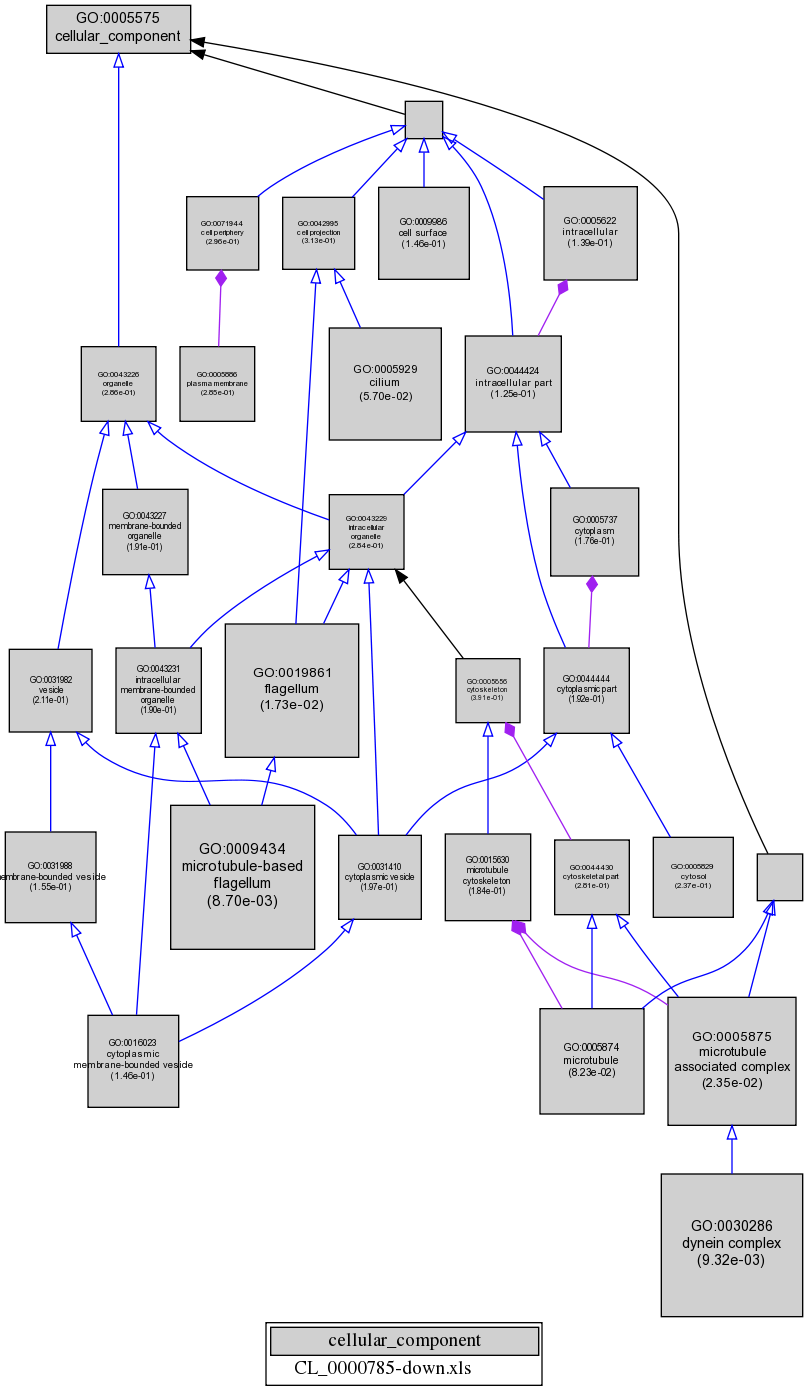 GO:0005575
cellular_component
GO:0071944
cell periphery
(2.96e-01)
GO:0042995
cell projection
(3.13e-01)
GO:0009986
cell surface
(1.46e-01)
GO:0005622
intracellular
(1.39e-01)
GO:0043226
organelle
(2.86e-01)
GO:0005886
plasma membrane
(2.85e-01)
GO:0005929
cilium
(5.70e-02)
GO:0044424
intracellular part
(1.25e-01)
GO:0043227
membrane-bounded
organelle
(1.91e-01)
GO:0043229
intracellular
organelle
(2.84e-01)
GO:0005737
cytoplasm
(1.76e-01)
GO:0031982
vesicle
(2.11e-01)
GO:0043231
intracellular
membrane-bounded
organelle
(1.90e-01)
GO:0019861
flagellum
(1.73e-02)
GO:0005856
cytoskeleton
(3.91e-01)
GO:0044444
cytoplasmic part
(1.92e-01)
GO:0031988
membrane-bounded vesicle
(1.55e-01)
GO:0009434
microtubule-based
flagellum
(8.70e-03)
GO:0031410
cytoplasmic vesicle
(1.97e-01)
GO:0015630
microtubule
cytoskeleton
(1.84e-01)
GO:0044430
cytoskeletal part
(2.81e-01)
GO:0005829
cytosol
(2.37e-01)
GO:0016023
cytoplasmic
membrane-bounded vesicle
(1.46e-01)
GO:0005874
microtubule
(8.23e-02)
GO:0005875
microtubule
associated complex
(2.35e-02)
GO:0030286
dynein complex
(9.32e-03)
cellular_component
CL_0000785-down.xls